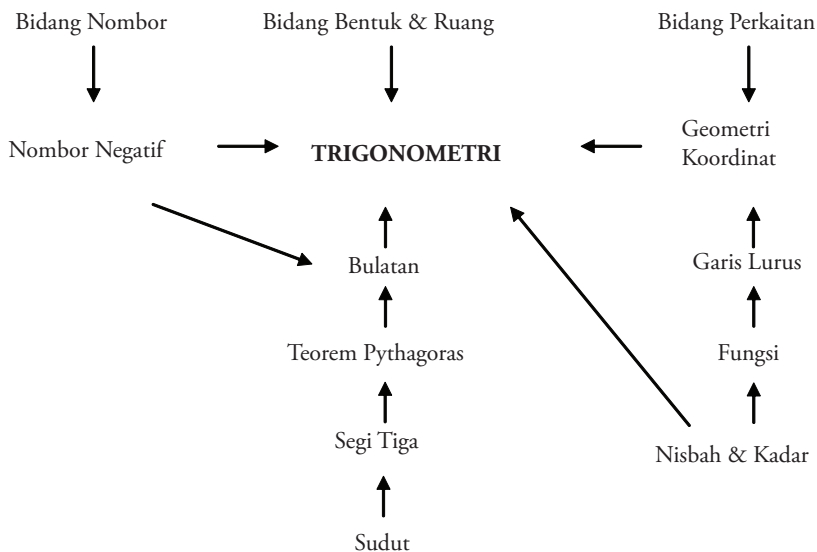 Bidang Nombor
Bidang Bentuk & Ruang
Bidang Perkaitan
Nombor Negatif
TRIGONOMETRI
Geometri
Koordinat
Bulatan
Garis Lurus
Teorem Pythagoras
Fungsi
Segi Tiga
Nisbah & Kadar
Sudut